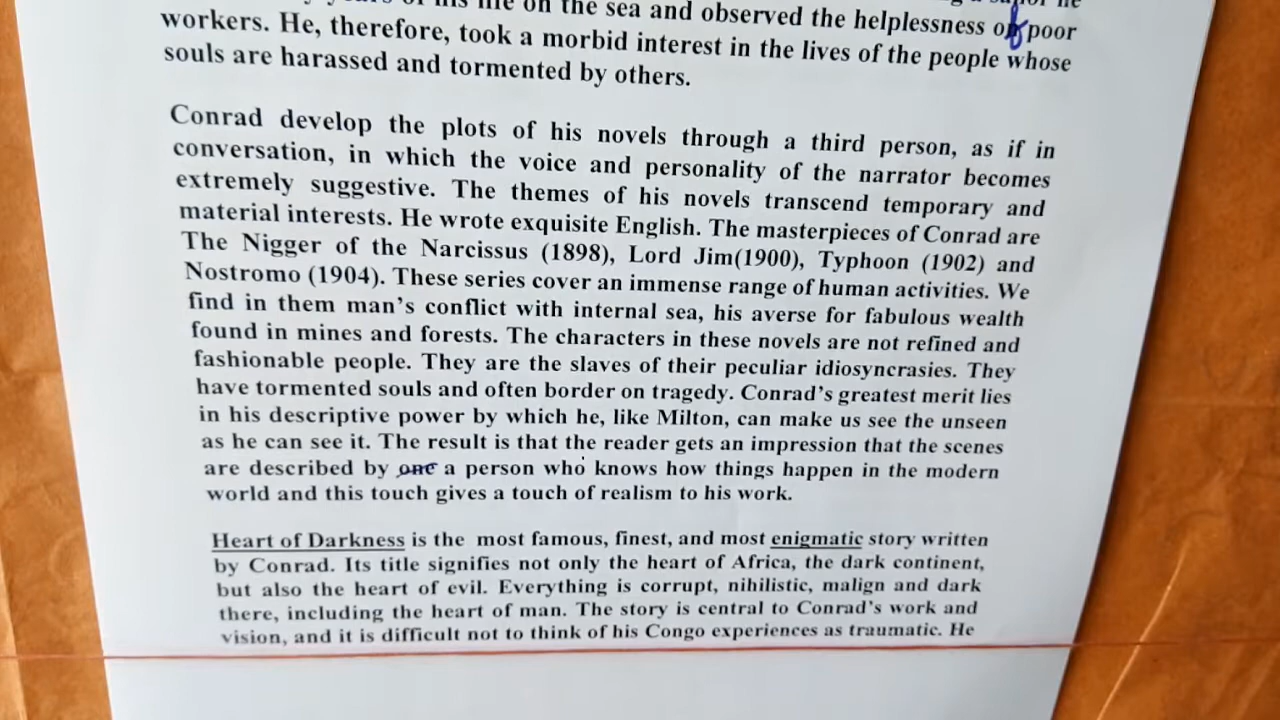 of his life on the sea and observed the helplessness of poor
workers. He, therefore, took a morbid interest in the lives of the people whose
souls are harassed and tormented by others.
Conrad develop the plots of his novels through a third person, as if in
conversation, in which the voice and personality of the narrator becomes
extremely suggestive. The themes of his novels transcend temporary and
material interests. He wrote exquisite English. The masterpieces of Conrad are
The Nigger of the Narcissus (1898), Lord Jim(1900), Typhoon (1902) and
Nostromo (1904). These series cover an immense range of human activities. We
find in them man's conflict with internal sea, his averse for fabulous wealth
found in mines and forests. The characters in these novels are not refined and
fashionable people. They are the slaves of their peculiar idiosyncrasies. They
have tormented souls and often border on tragedy. Conrad's greatest merit lies
in his descriptive power by which he, like Milton, can make us see the unseen
as he can see it. The result is that the reader gets an impression that the scenes
are described by one a person who knows how things happen in the modern
world and this touch gives a touch of realism to his work.
Heart of Darkness is the most famous, finest, and most enigmatic story written
by Conrad. Its title signifies not only the heart of Africa, the dark continent,
but also the heart of evil. Everything is corrupt, nihilistic, malign and dark
there, including the heart of man. The story is central to Conrad's work and
vision, and it is difficult not to think of his Congo experiences as traumatic. He